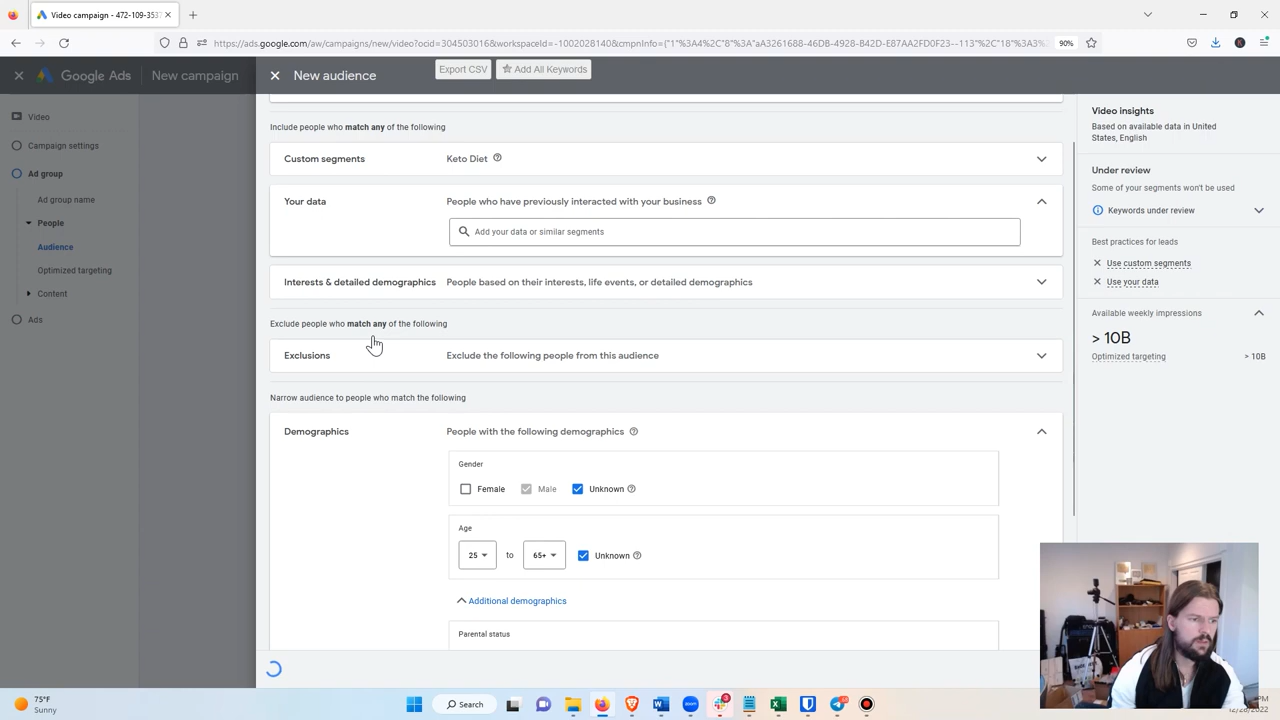 Video campaign - 472-109-353
https://ads.google.com/aw/campaigns/new/video?ocid=304503016&workspaceId=-1002028140&cmpnInfo={"1"%3A4%2C"8"%3A"aA3261688-46DB-4928-B42D-E87AA2FD0F23--113"%2C"18"%3A3%
90%
Google Ads
New campaign
New audience
Export CSV
Add All Keywords
Video
Campaign settings
Ad group
Ad group name
People
Audience
Optimized targeting
Content
Ads
Include people who match any of the following
Custom segments
Keto Diet
Your data
People who have previously interacted with your business
Add your data or similar segments
Interests & detailed demographics
People based on their interests, life events, or detailed demographics
Exclude people who match any of the following
Exclusions
Exclude the following people from this audience
Narrow audience to people who match the following
Demographics
People with the following demographics
Gender
Female
Male
Unknown
Age
25
to
65+
Unknown
Additional demographics
Parental status
Video insights
Based on available data in United
States, English
Under review
Some of your segments won't be used
Keywords under review
Best practices for leads
Use custom segments
Use your data
Available weekly impressions
> 10B
Optimized targeting
> 10B
75°F
Sunny
Search
12/28/2022